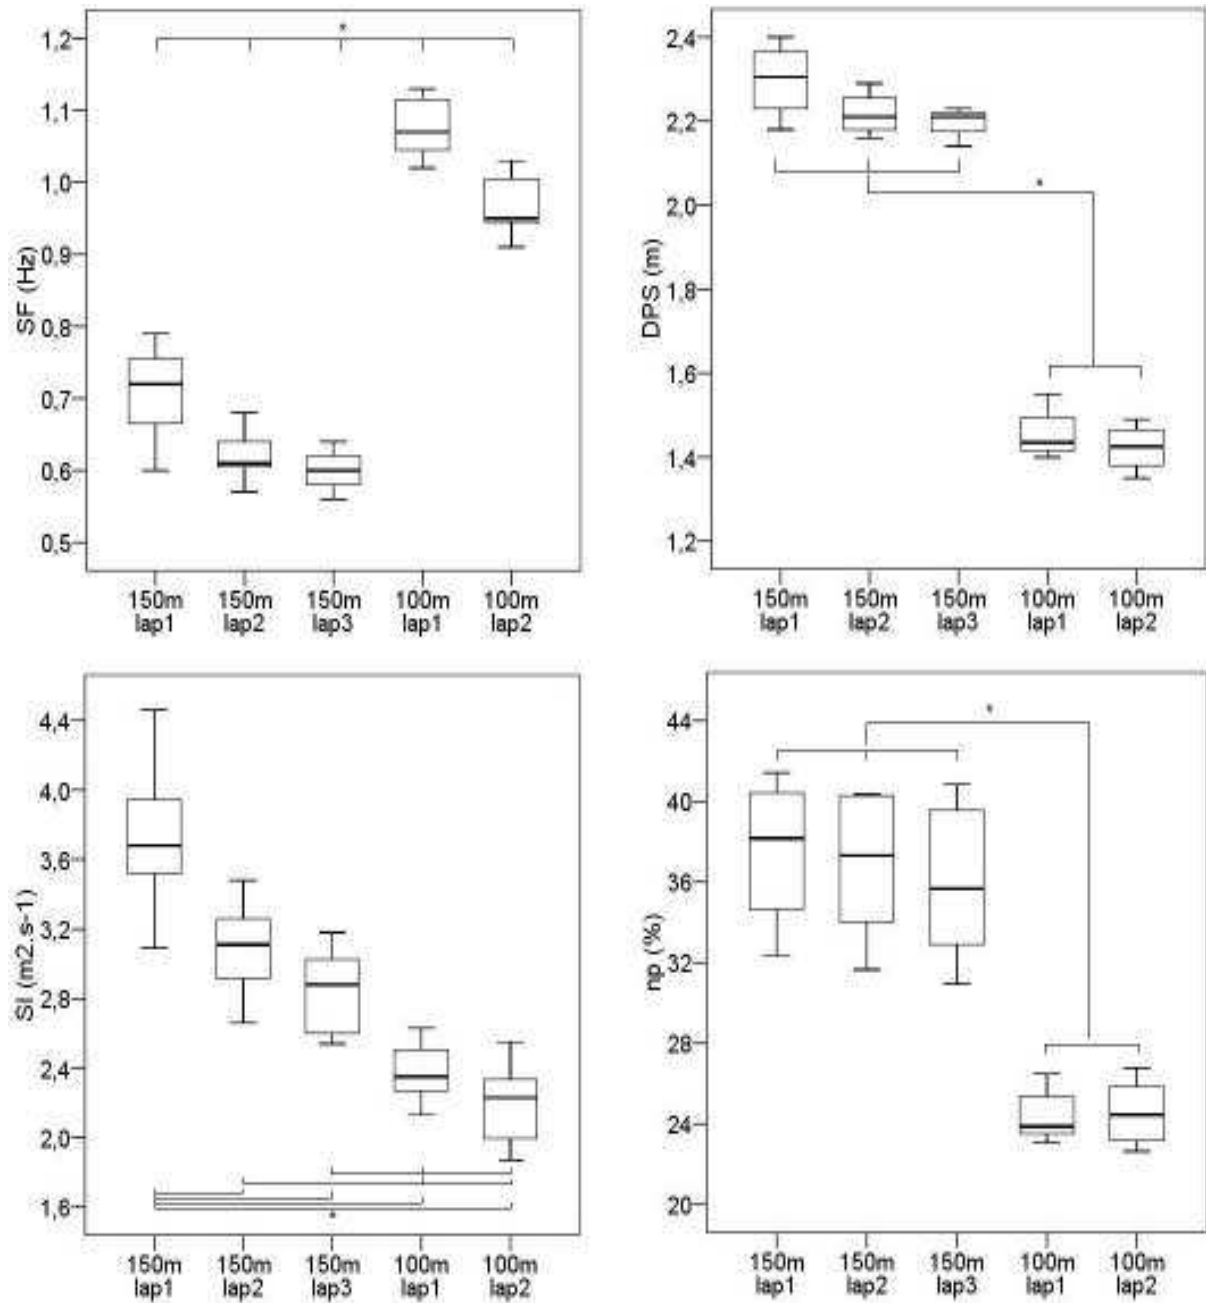 SF (Hz)
1,2
1,1
1,0
0,9
0,8
0,7
0,6
0,5
*
150m 150m 150m 100m 100m
lap1 lap2 lap3 lap1 lap2
DPS (m)
2,4
2,2
2,0
1,8
1,6
1,4
1,2
*
150m 150m 150m 100m 100m
lap1 lap2 lap3 lap1 lap2
SI (m2.s-1)
4,4
4,0
3,6
3,2
2,8
2,4
2,0
1,6
*
150m 150m 150m 100m 100m
lap1 lap2 lap3 lap1 lap2
np (%)
44
40
36
32
28
24
20
*
150m 150m 150m 100m 100m
lap1 lap2 lap3 lap1 lap2